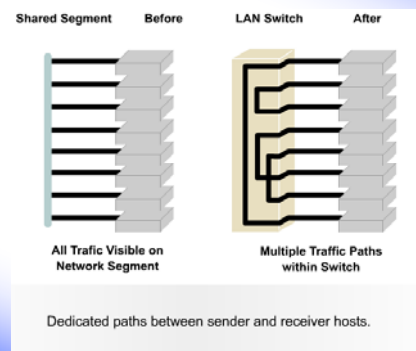 Shared Segment Before LAN Switch After
All Trafic Visible on
Network Segment
Multiple Traffic Paths
within Switch
Dedicated paths between sender and receiver hosts.